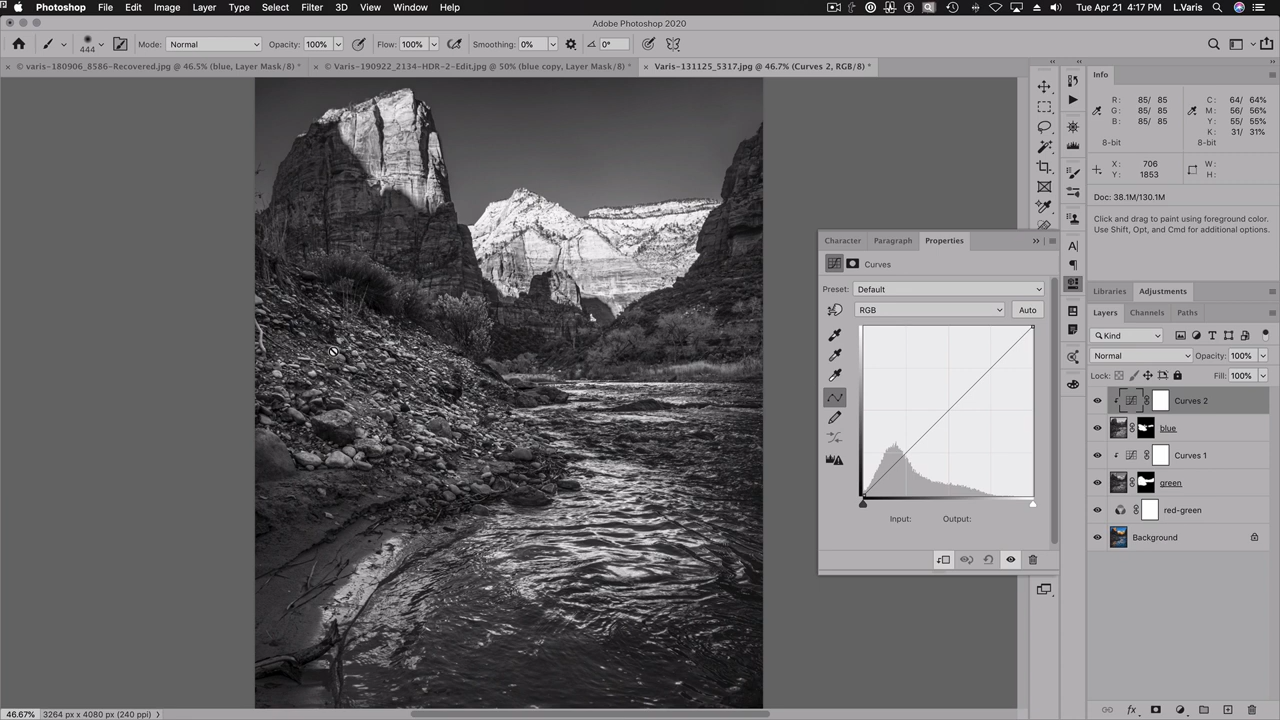 Photoshop File Edit Image Layer Type Select Filter 3D View Window Help Tue Apr 21 4:17 PM L.Varis
Adobe Photoshop 2020
444 Mode: Normal Opacity: 100% Flow: 100% Smoothing: 0% 0°
× © varis-180906_8586-Recovered.jpg @ 46.5% (blue, Layer Mask/8) * × © Varis-190922_2134-HDR-2-Edit.jpg @ 50% (blue copy, Layer Mask/8) * × Varis-131125_5317.jpg @ 46.7% (Curves 2, RGB/8) *
Info
R: 85/ 85 C: 64/ 64%
G: 85/ 85 M: 56/ 56%
B: 85/ 85 Y: 55/ 55%
K: 31/ 31%
8-bit 8-bit
X: 706 W:
Y: 1853 H:
Doc: 38.1M/130.1M
Click and drag to paint using foreground color.
Use Shift, Opt, and Cmd for additional options.
Character Paragraph Properties
Curves
Preset: Default
RGB Auto
Input: Output:
Libraries Adjustments
Layers Channels Paths
Kind
Normal Opacity: 100%
Lock: Fill: 100%
Curves 2
blue
Curves 1
green
red-green
Background
46.67% 3264 px x 4080 px (240 ppi)